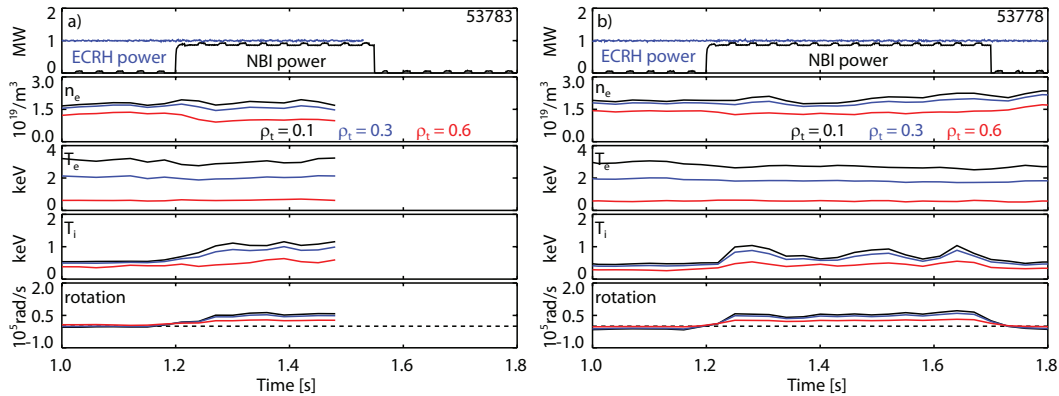 a) 53783
2
MW
1
ECRH power NBI power
0
3.0
n_e
10^19/m^3
1.5
0.0
ρ_t = 0.1 ρ_t = 0.3 ρ_t = 0.6
4
T_e
keV
2
0
2
T_i
keV
1
0
2.0
rotation
10^5 rad/s
0.5
-1.0
1.0 1.2 1.4 1.6 1.8
Time [s]
b) 53778
2
MW
1
ECRH power NBI power
0
3.0
n_e
10^19/m^3
1.5
0.0
ρ_t = 0.1 ρ_t = 0.3 ρ_t = 0.6
4
T_e
keV
2
0
2
T_i
keV
1
0
2.0
rotation
10^5 rad/s
0.5
-1.0
1.0 1.2 1.4 1.6 1.8
Time [s]